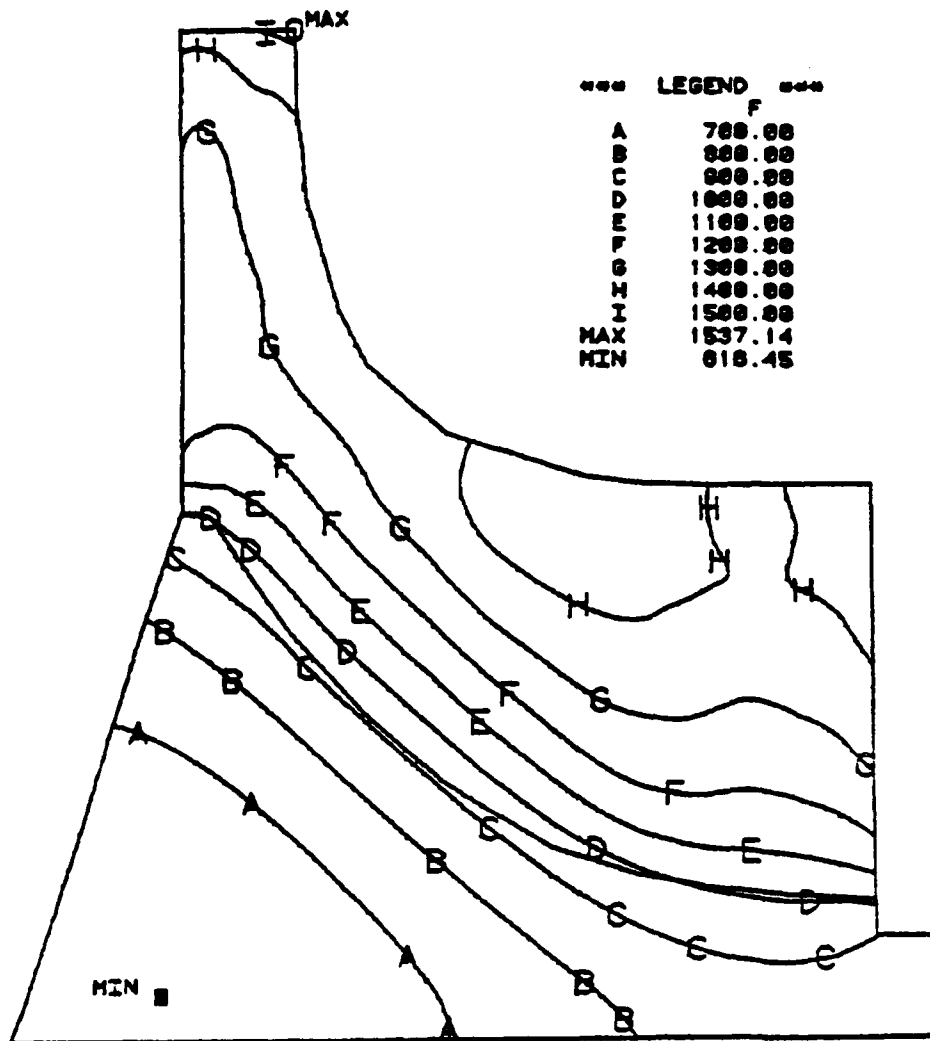 MAX
*** LEGEND ***
F
A 700.00
B 800.00
C 900.00
D 1000.00
E 1100.00
F 1200.00
G 1300.00
H 1400.00
I 1500.00
MAX 1537.14
MIN 618.45
I
H
G
G
H
H
F
E
G
F
D
D
C
H
H
H
E
B
D
C
B
F
G
E
A
G
F
A
C
D
E
B
D
C
C
A
C
B
MIN
B
A